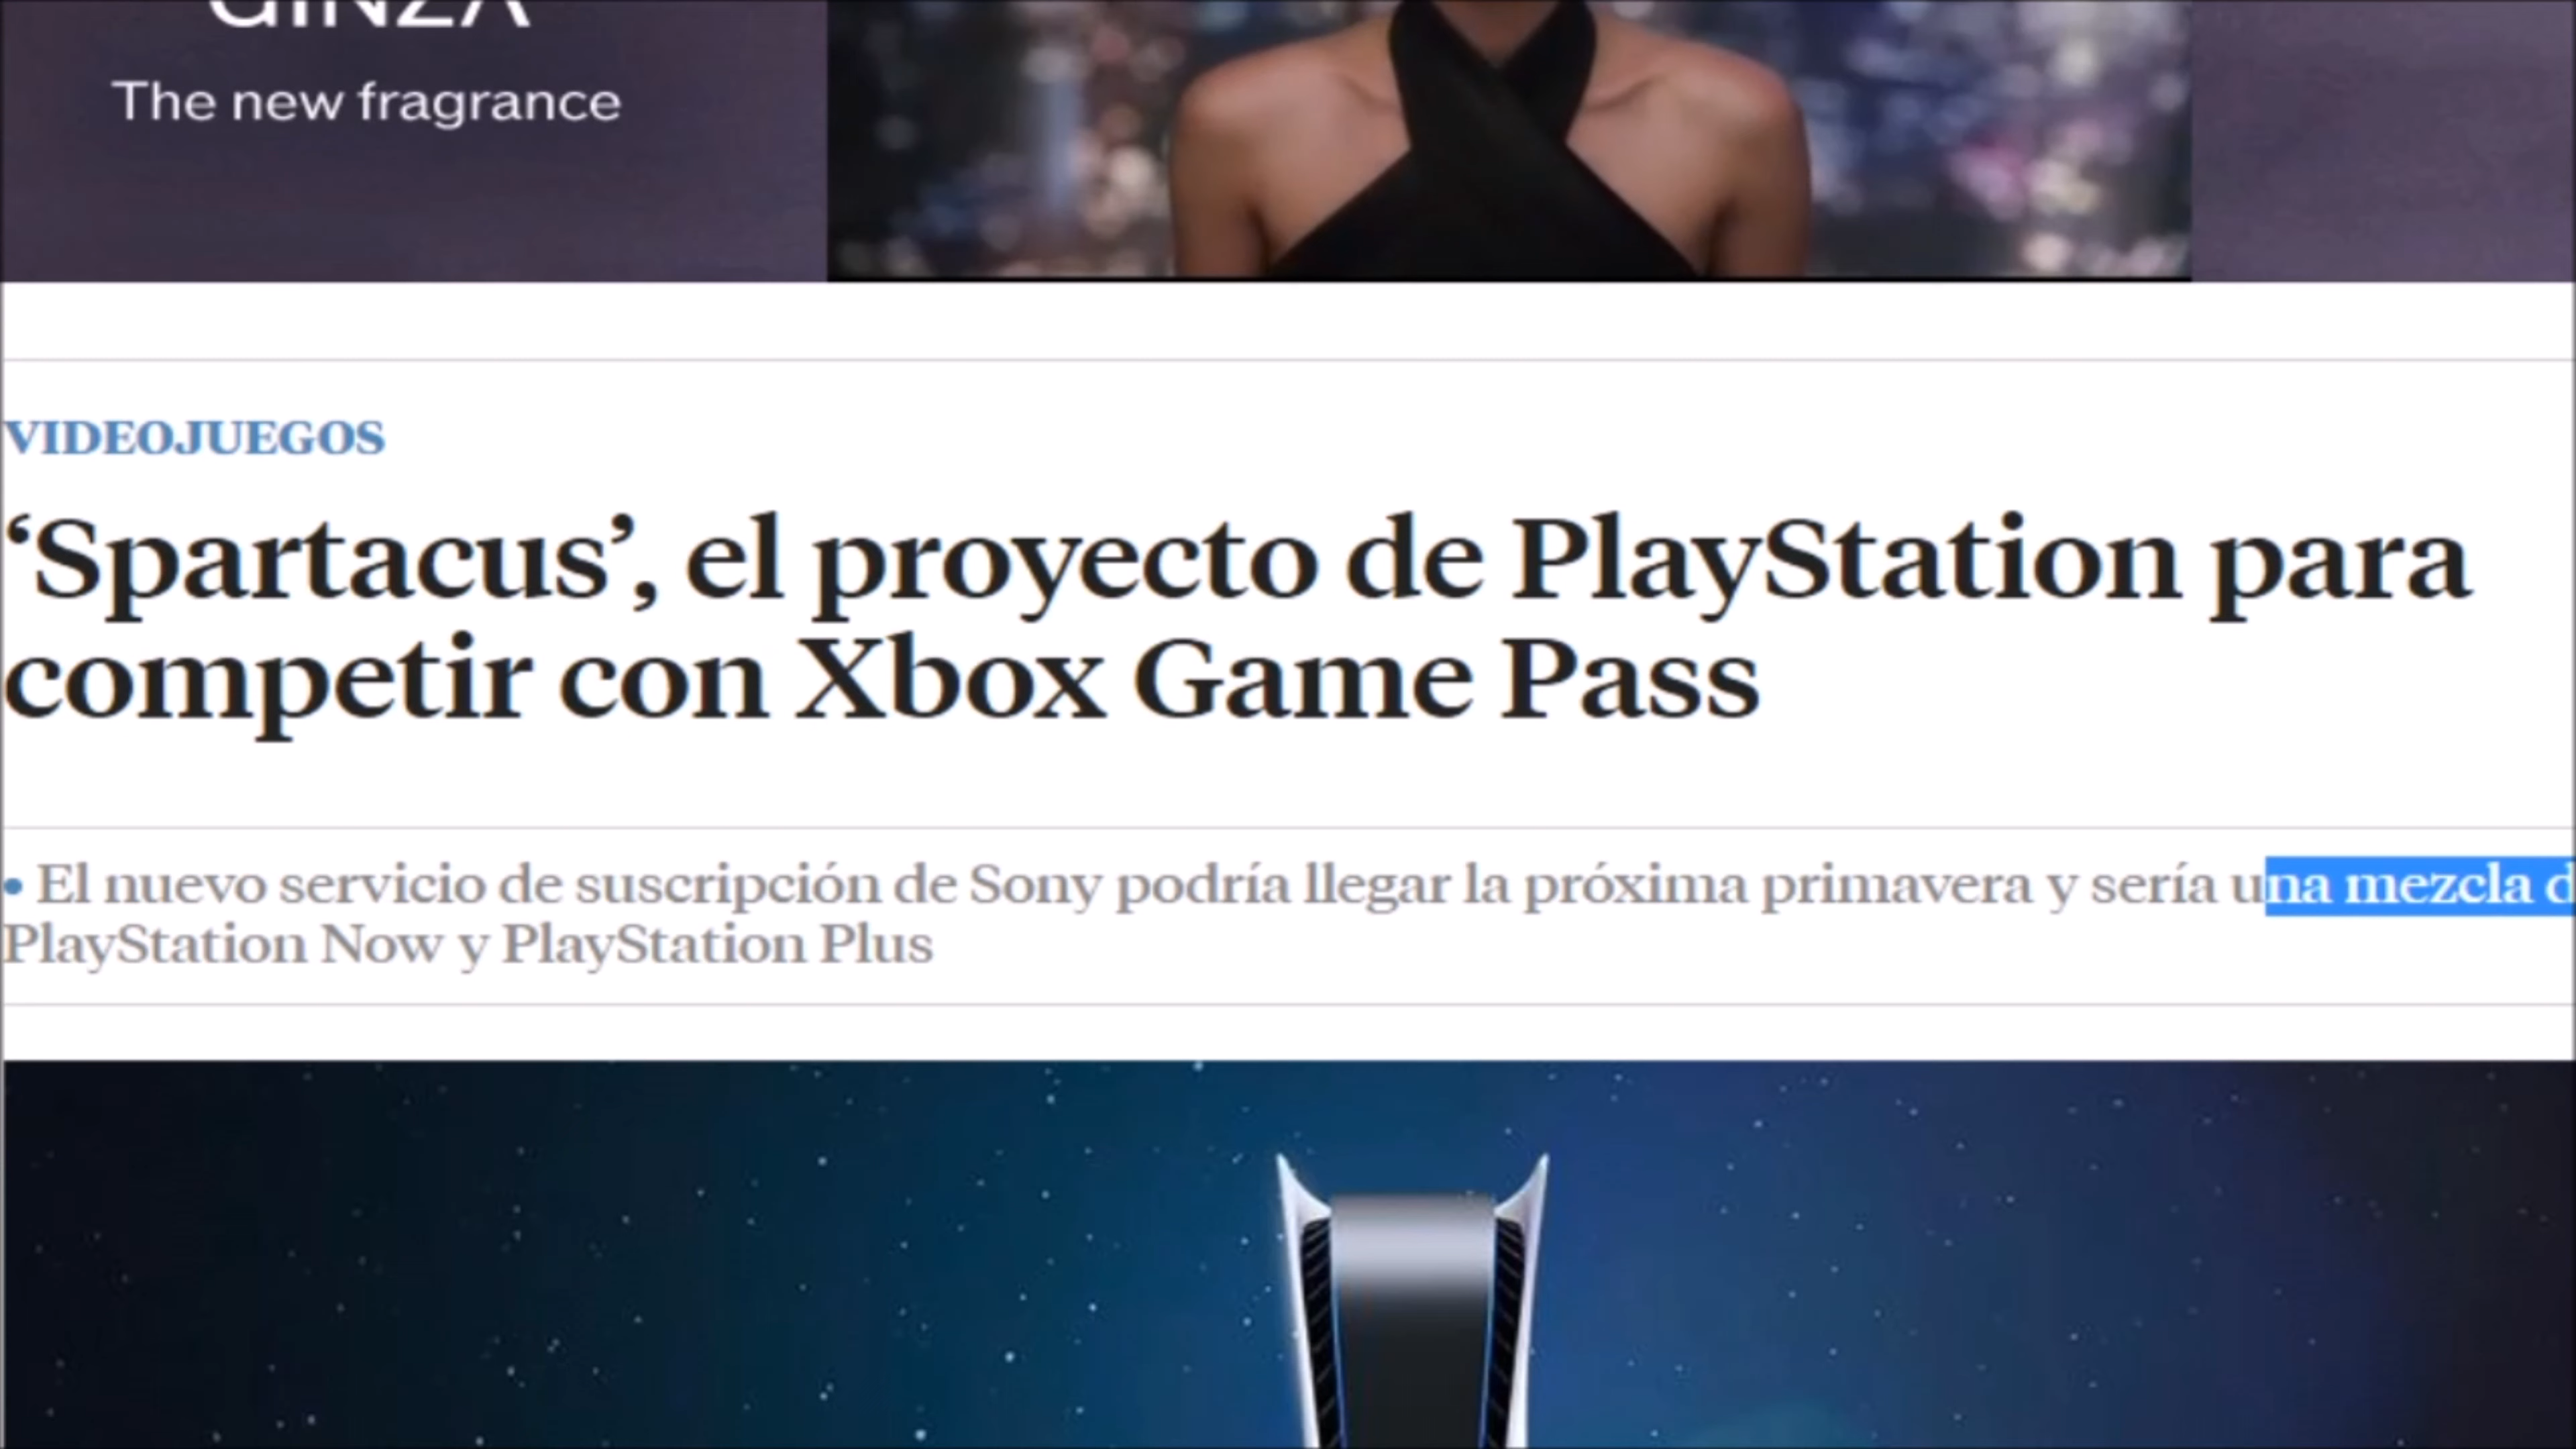 GINZA
The new fragrance
VIDEOJUEGOS
‘Spartacus’, el proyecto de PlayStation para
competir con Xbox Game Pass
• El nuevo servicio de suscripción de Sony podría llegar la próxima primavera y sería una mezcla d
PlayStation Now y PlayStation Plus